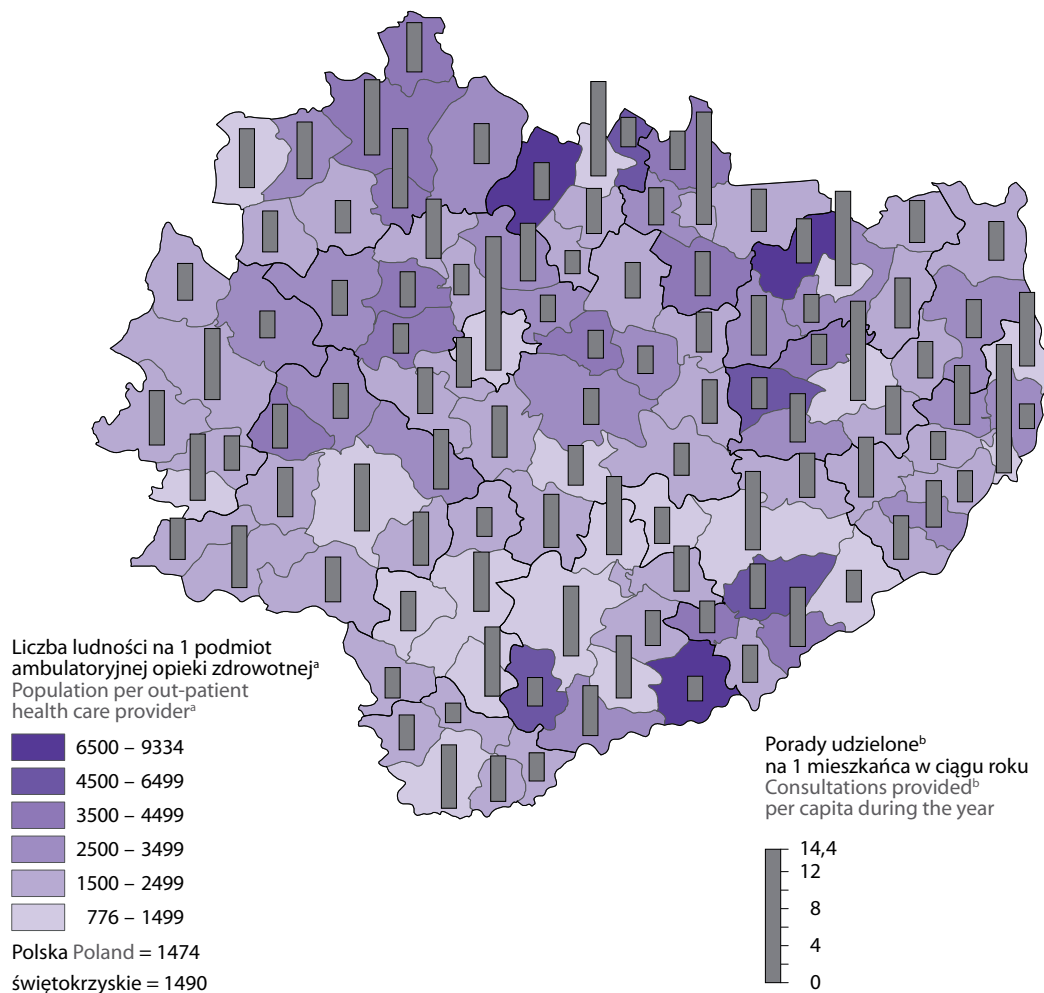 Liczba ludności na 1 podmiot
ambulatoryjnej opieki zdrowotnejᵃ
Population per out-patient
health care providerᵃ
6500 – 9334
4500 – 6499
3500 – 4499
2500 – 3499
1500 – 2499
776 – 1499
Polska Poland = 1474
świętokrzyskie = 1490
Porady udzieloneᵇ
na 1 mieszkańca w ciągu roku
Consultations providedᵇ
per capita during the year
14,4
12
8
4
0